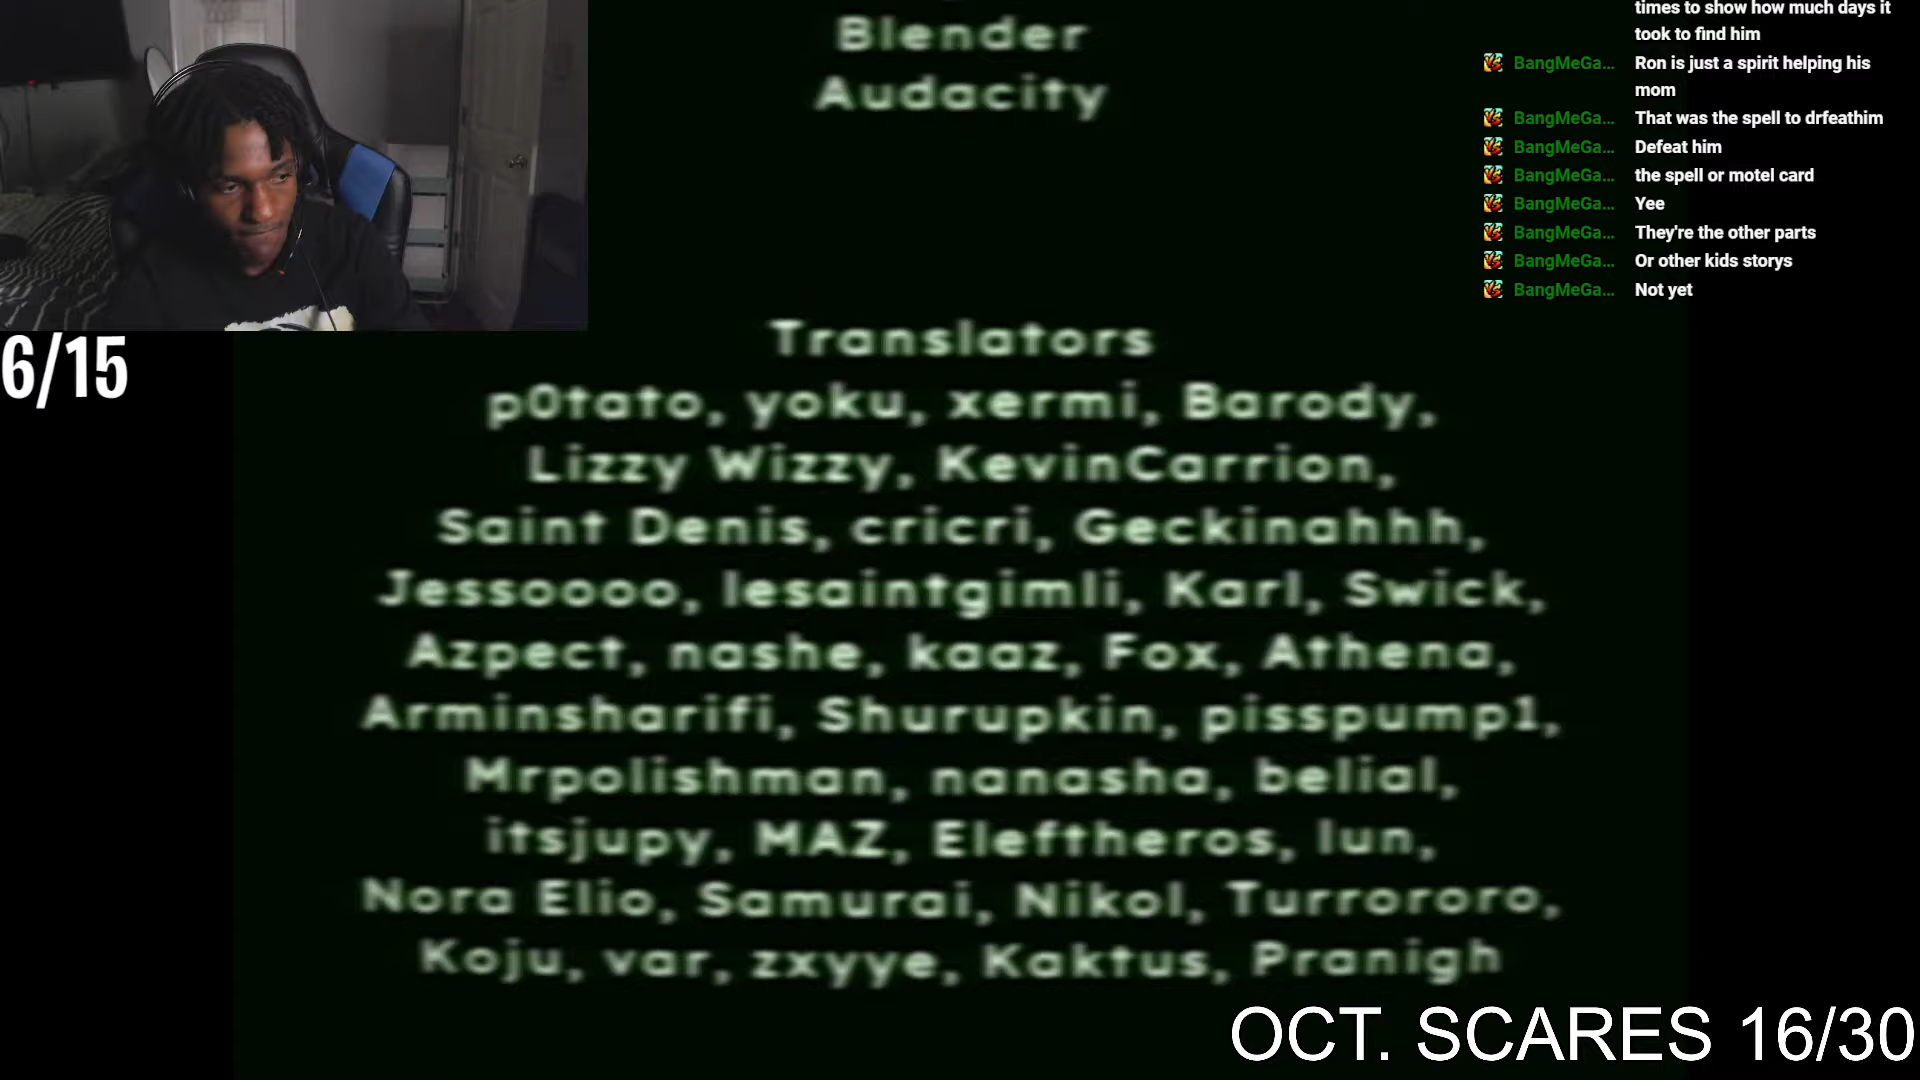 Blender
Audacity
Translators
p0tato, yoku, xermi, Barody,
Lizzy Wizzy, KevinCarrion,
Saint Denis, cricri, Geckinahhh,
Jessoooo, lesaintgimli, Karl, Swick,
Azpect, nashe, kaaz, Fox, Athena,
Arminsharifi, Shurupkin, pisspump1,
Mrpolishman, nanasha, belial,
itsjupy, MAZ, Eleftheros, lun,
Nora Elio, Samurai, Nikol, Turrororo,
Koju, var, zxyye, Kaktus, Pranigh
times to show how much days it
took to find him
BangMeGa... Ron is just a spirit helping his
mom
BangMeGa... That was the spell to drfeathim
BangMeGa... Defeat him
BangMeGa... the spell or motel card
BangMeGa... Yee
BangMeGa... They're the other parts
BangMeGa... Or other kids storys
BangMeGa... Not yet
6/15
OCT. SCARES 16/30